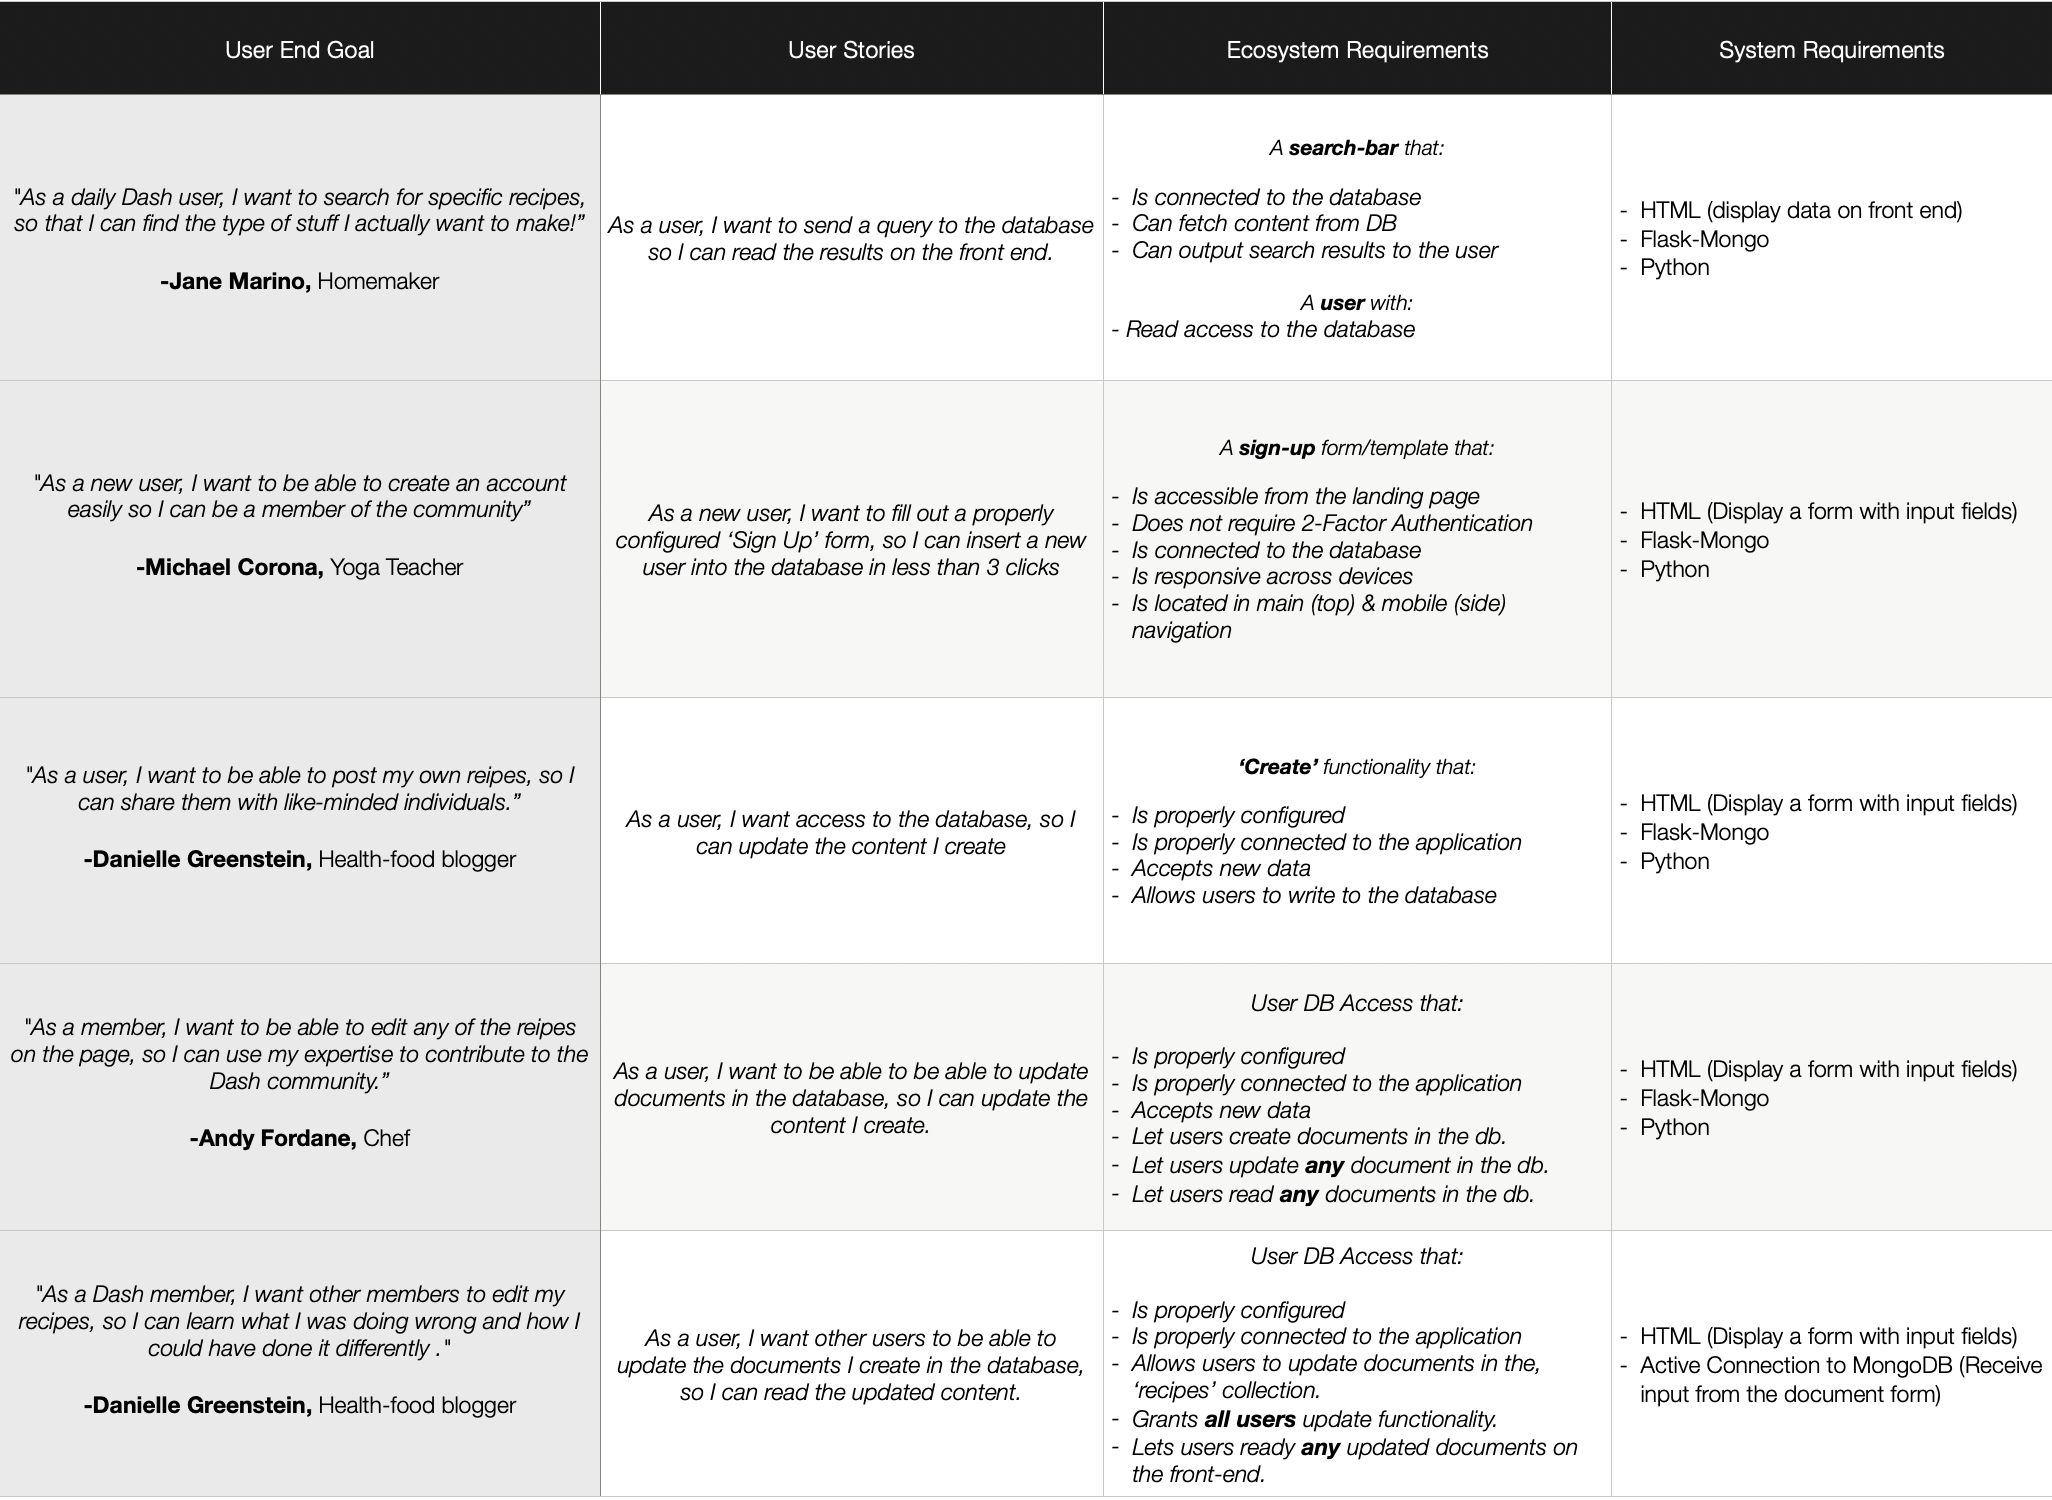 User End Goal
User Stories
Ecosystem Requirements
System Requirements
"As a daily Dash user, I want to search for specific recipes,
so that I can find the type of stuff I actually want to make!”
-Jane Marino, Homemaker
As a user, I want to send a query to the database
so I can read the results on the front end.
A search-bar that:
- Is connected to the database
- Can fetch content from DB
- Can output search results to the user
A user with:
- Read access to the database
- HTML (display data on front end)
- Flask-Mongo
- Python
"As a new user, I want to be able to create an account
easily so I can be a member of the community”
-Michael Corona, Yoga Teacher
As a new user, I want to fill out a properly
configured ‘Sign Up’ form, so I can insert a new
user into the database in less than 3 clicks
A sign-up form/template that:
- Is accessible from the landing page
- Does not require 2-Factor Authentication
- Is connected to the database
- Is responsive across devices
- Is located in main (top) & mobile (side)
navigation
- HTML (Display a form with input fields)
- Flask-Mongo
- Python
"As a user, I want to be able to post my own reipes, so I
can share them with like-minded individuals.”
-Danielle Greenstein, Health-food blogger
As a user, I want access to the database, so I
can update the content I create
‘Create’ functionality that:
- Is properly configured
- Is properly connected to the application
- Accepts new data
- Allows users to write to the database
- HTML (Display a form with input fields)
- Flask-Mongo
- Python
"As a member, I want to be able to edit any of the reipes
on the page, so I can use my expertise to contribute to the
Dash community.”
-Andy Fordane, Chef
As a user, I want to be able to be able to update
documents in the database, so I can update the
content I create.
User DB Access that:
- Is properly configured
- Is properly connected to the application
- Accepts new data
- Let users create documents in the db.
- Let users update any document in the db.
- Let users read any documents in the db.
- HTML (Display a form with input fields)
- Flask-Mongo
- Python
"As a Dash member, I want other members to edit my
recipes, so I can learn what I was doing wrong and how I
could have done it differently ."
-Danielle Greenstein, Health-food blogger
As a user, I want other users to be able to
update the documents I create in the database,
so I can read the updated content.
User DB Access that:
- Is properly configured
- Is properly connected to the application
- Allows users to update documents in the,
‘recipes’ collection.
- Grants all users update functionality.
- Lets users ready any updated documents on
the front-end.
- HTML (Display a form with input fields)
- Active Connection to MongoDB (Receive
input from the document form)